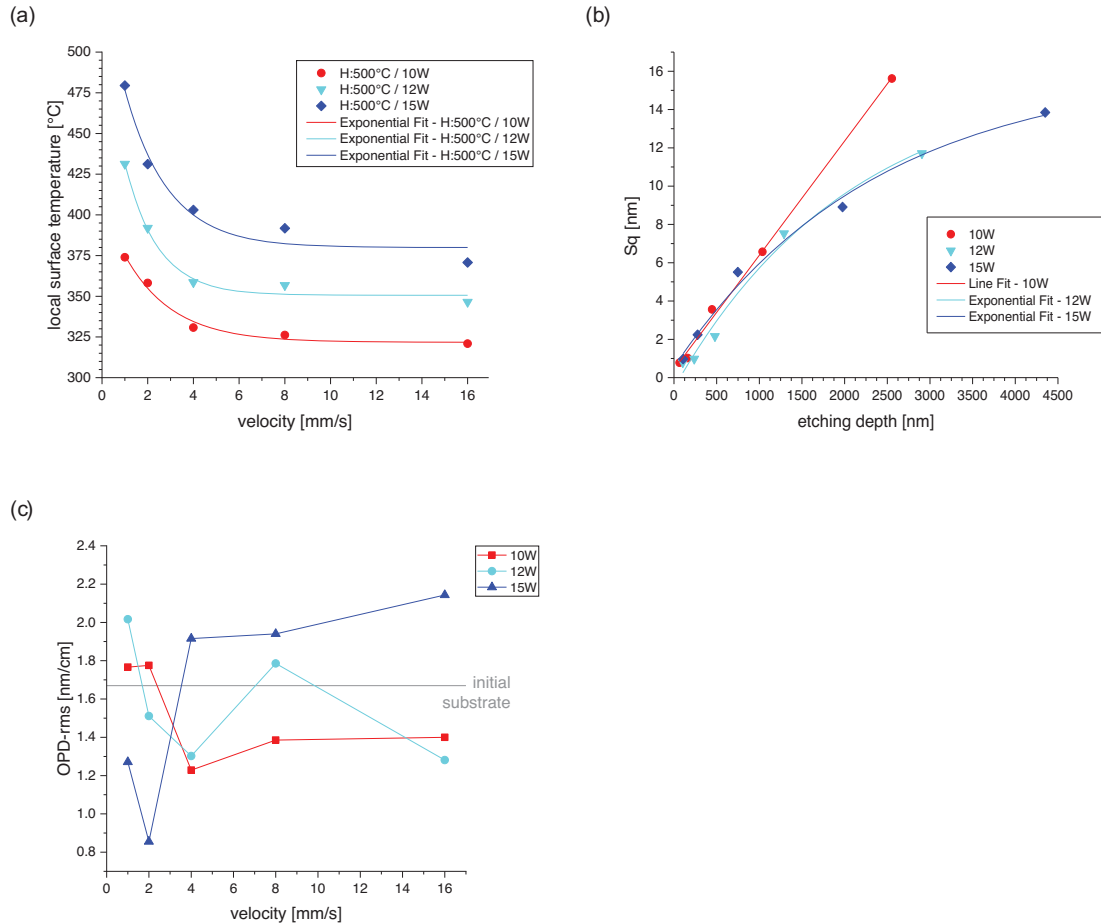 (a)
500
475
450
425
400
375
350
325
300
local surface temperature [°C]
0 2 4 6 8 10 12 14 16
velocity [mm/s]
H:500°C / 10W
H:500°C / 12W
H:500°C / 15W
Exponential Fit - H:500°C / 10W
Exponential Fit - H:500°C / 12W
Exponential Fit - H:500°C / 15W
(b)
16
14
12
10
8
6
4
2
0
Sq [nm]
0 500 1000 1500 2000 2500 3000 3500 4000 4500
etching depth [nm]
10W
12W
15W
Line Fit - 10W
Exponential Fit - 12W
Exponential Fit - 15W
(c)
2.4
2.2
2.0
1.8
1.6
1.4
1.2
1.0
0.8
OPD-rms [nm/cm]
0 2 4 6 8 10 12 14 16
velocity [mm/s]
10W
12W
15W
initial
substrate